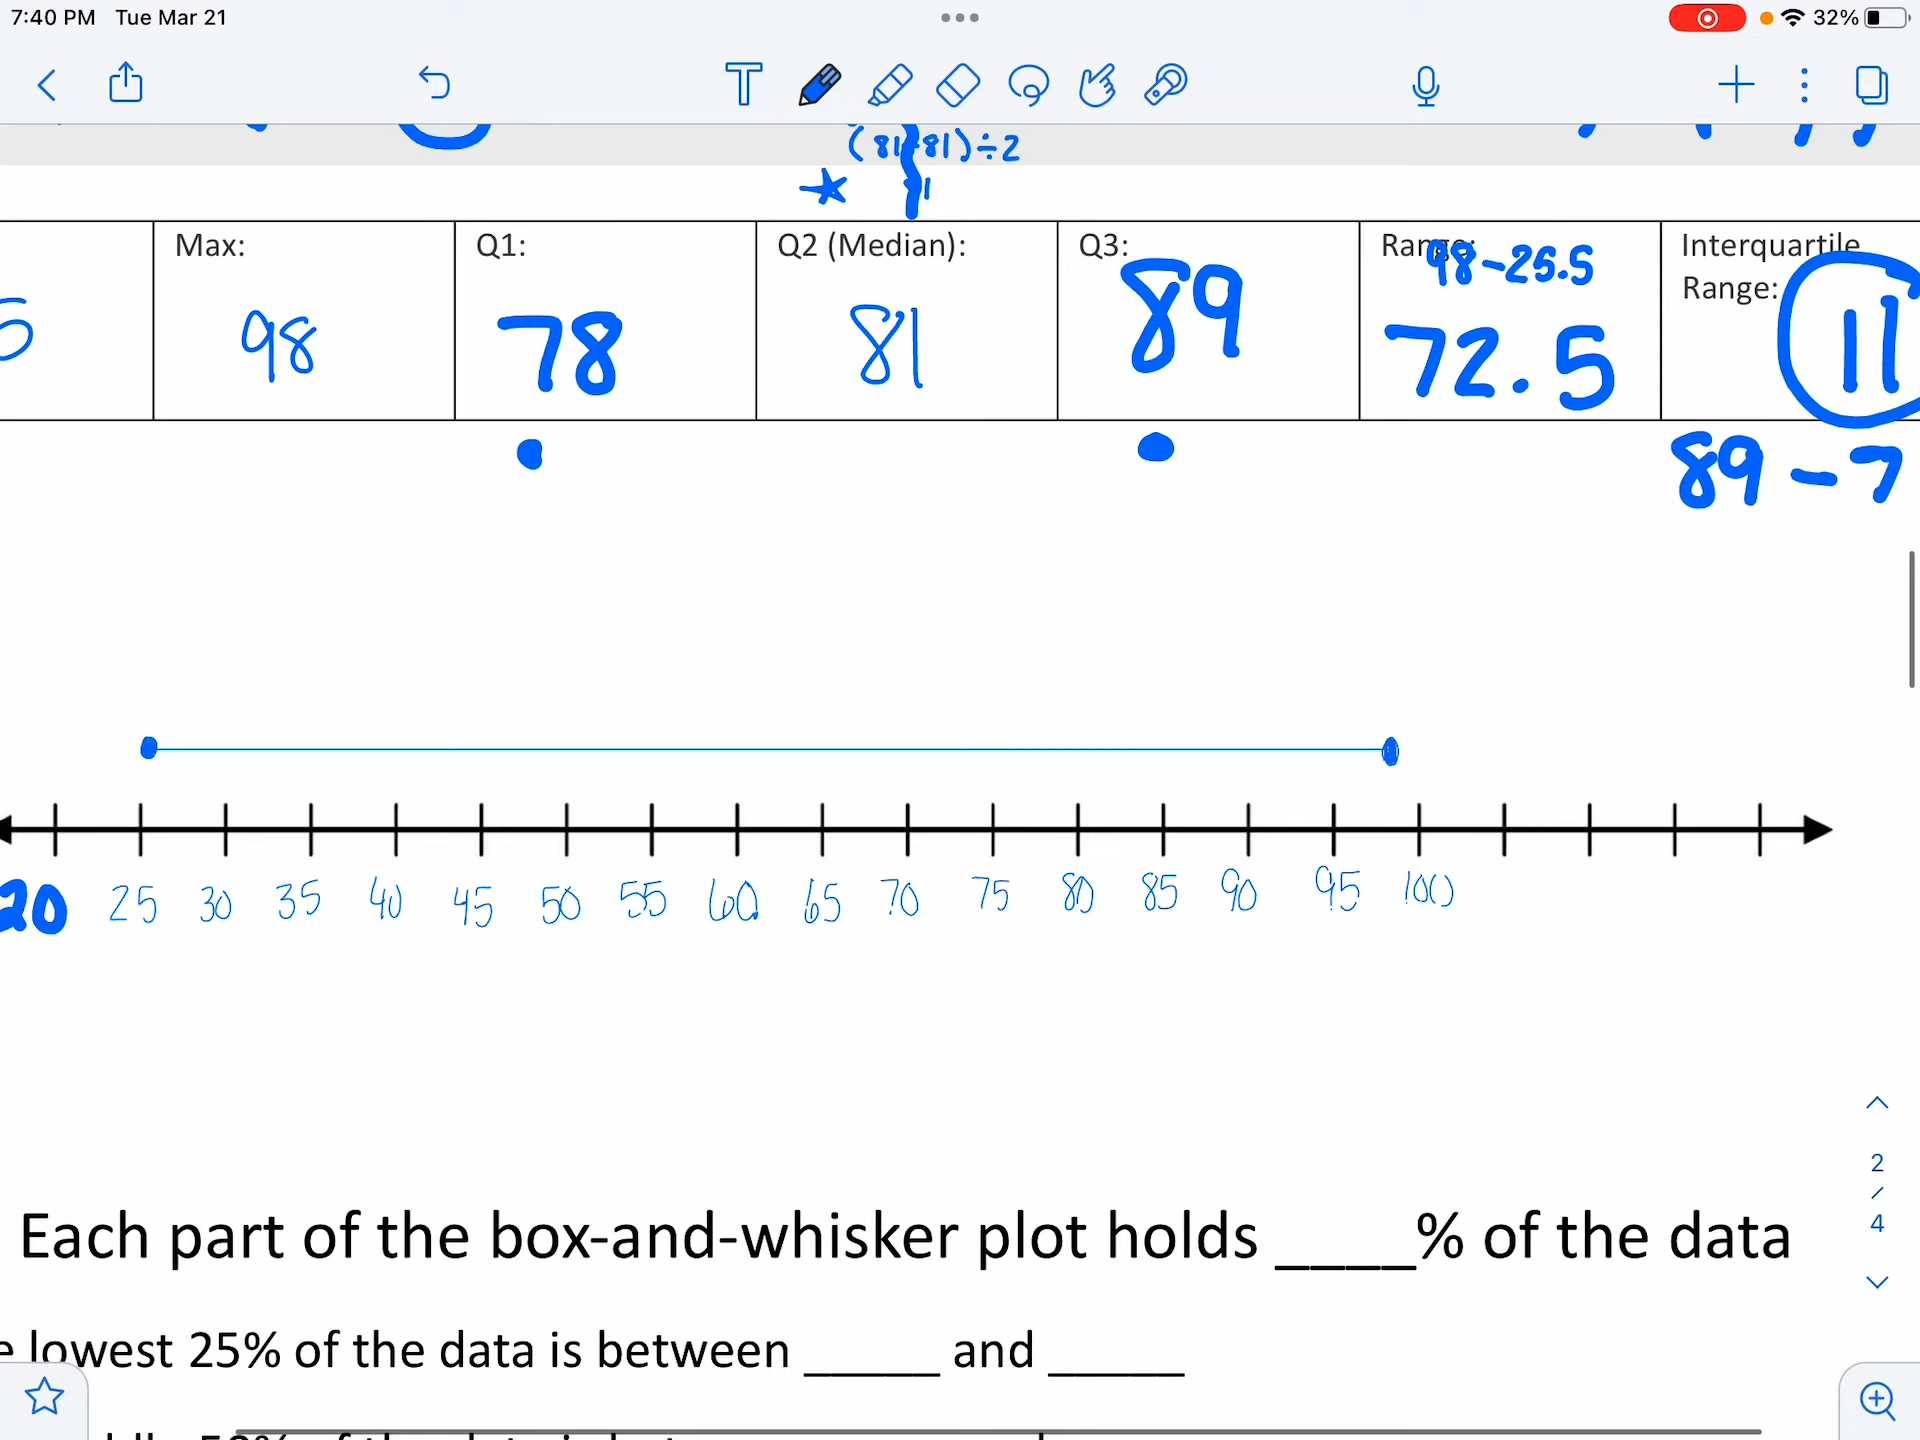 7:40 PM Tue Mar 21
32%
(81+81)÷2
Max:
98
Q1:
78
Q2 (Median):
81
Q3:
89
Range:
98-25.5
72.5
Interquartile
Range:
11
89-7
20 25 30 35 40 45 50 55 60 65 70 75 80 85 90 95 100
2
/
4
Each part of the box-and-whisker plot holds ____% of the data
lowest 25% of the data is between _____ and _____